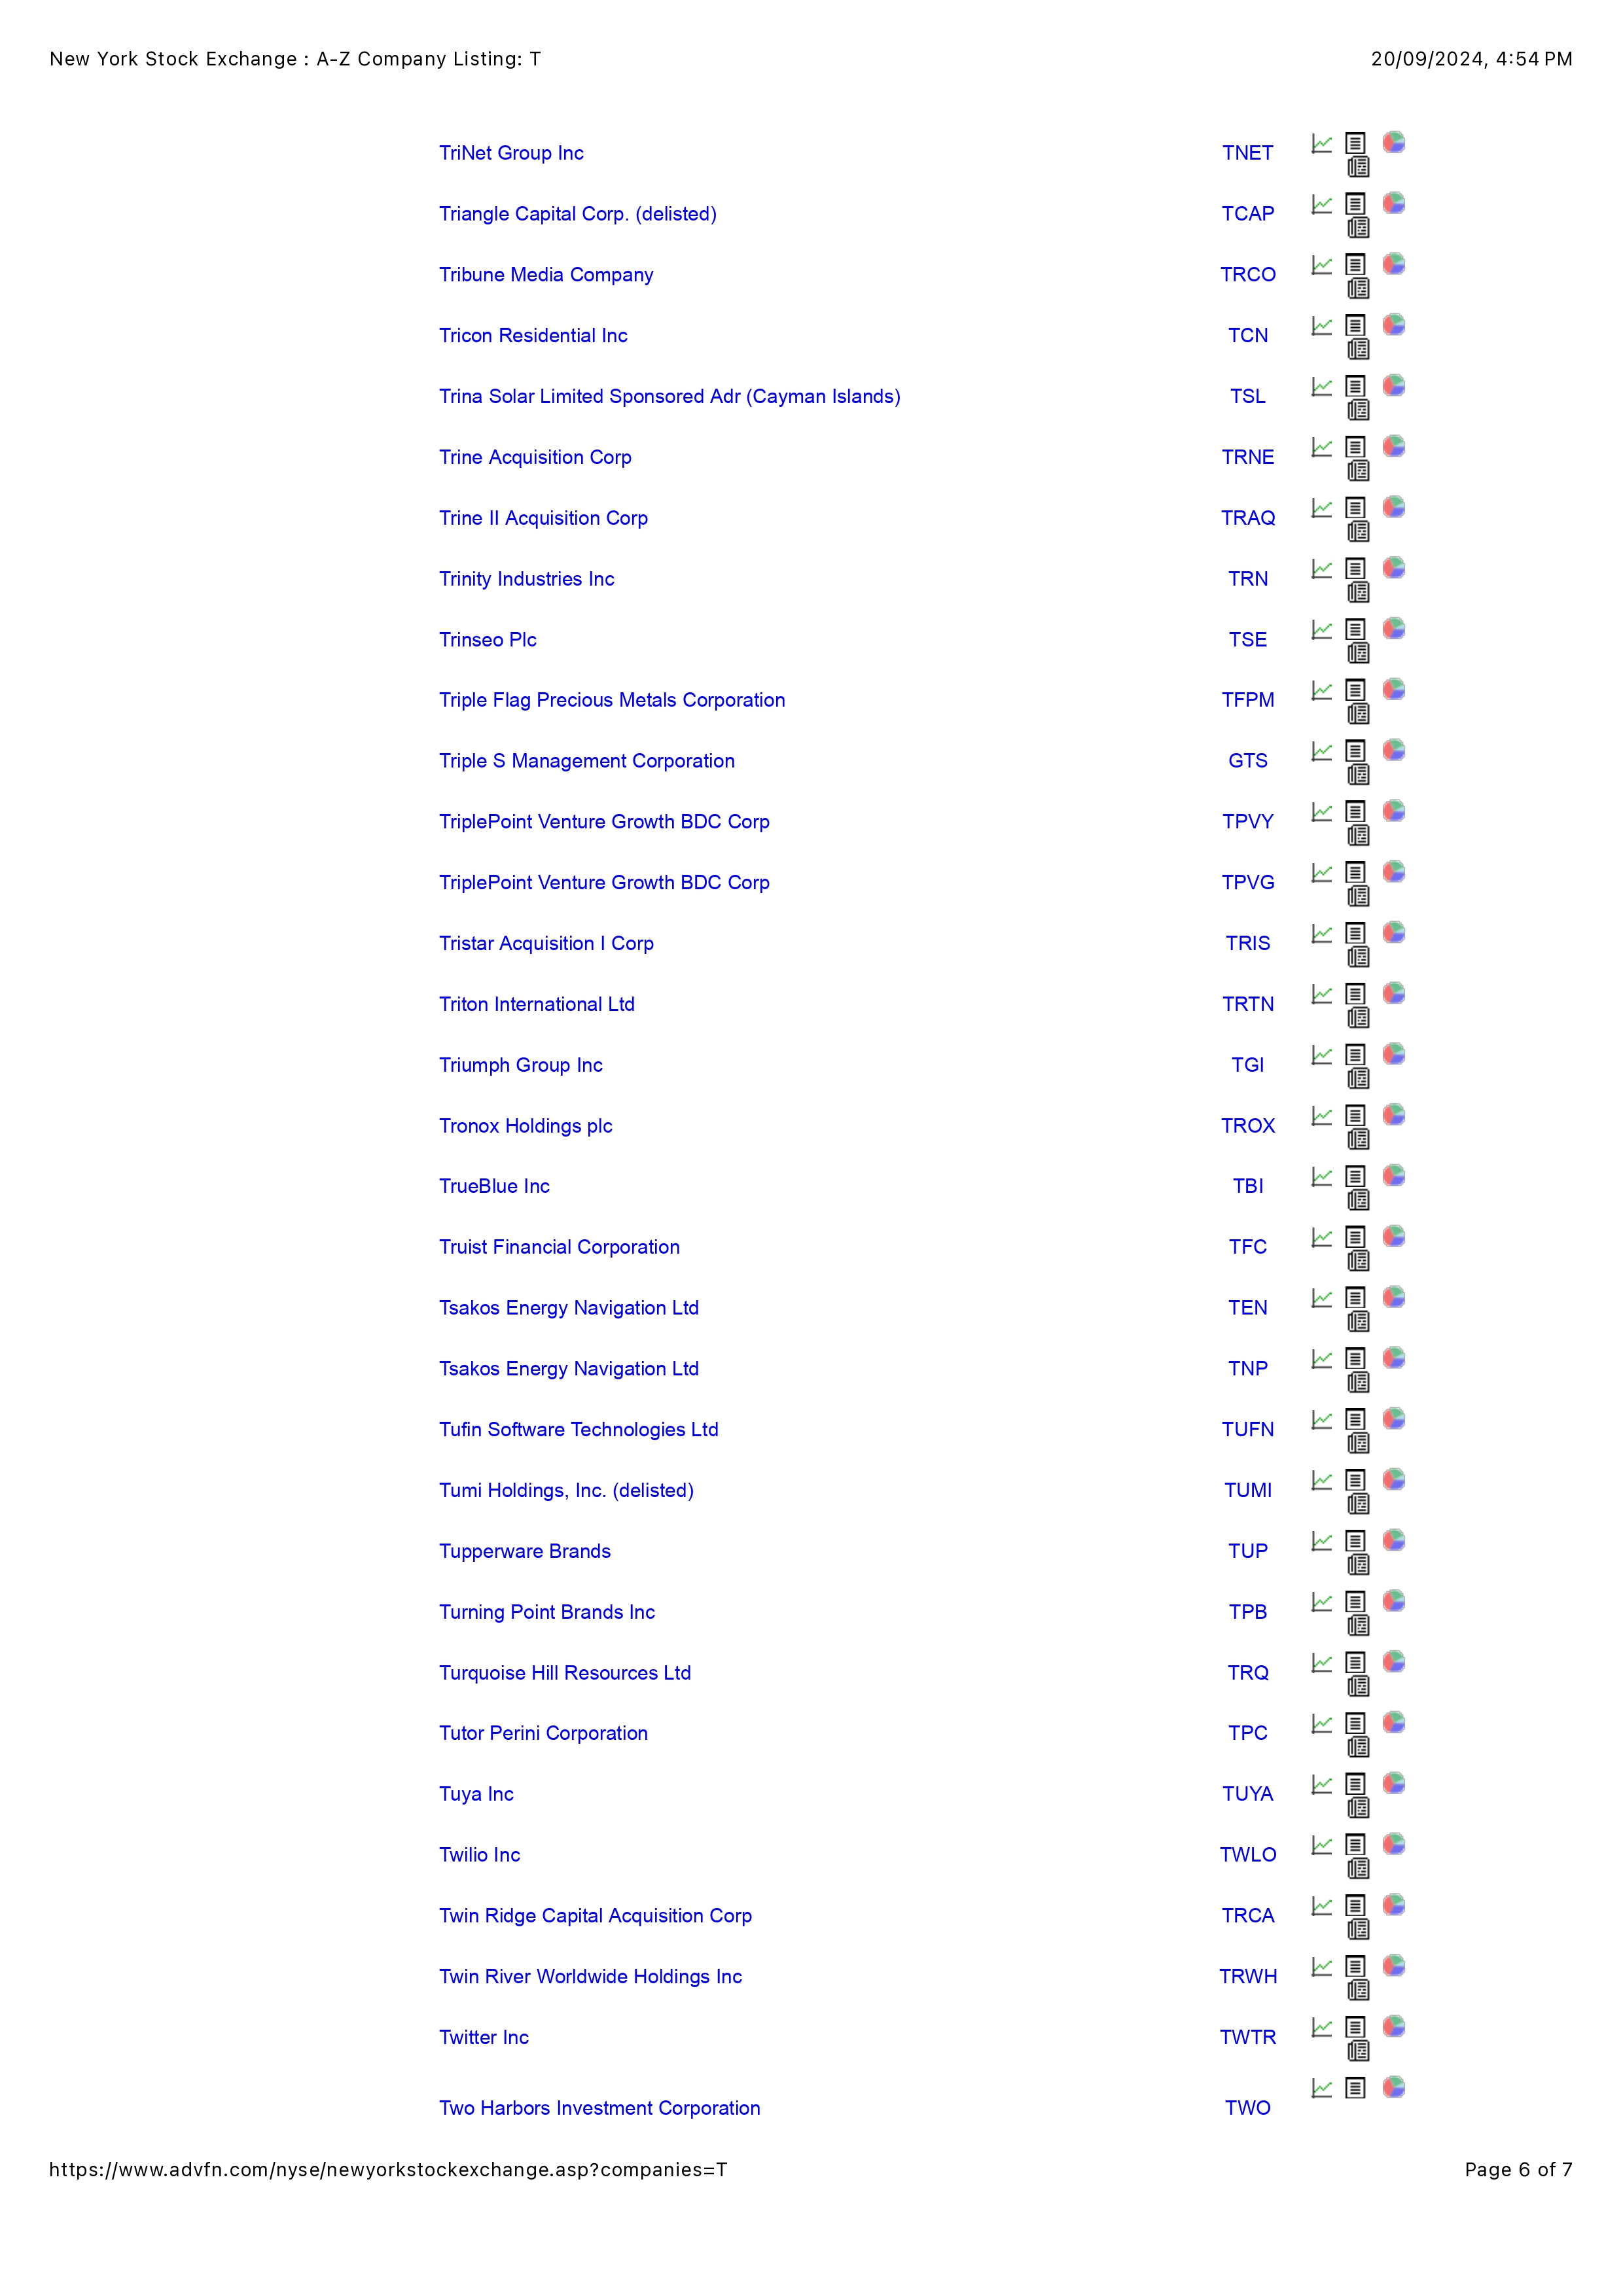 New York Stock Exchange : A-Z Company Listing: T 20/09/2024, 4:54 PM
TriNet Group Inc TNET
Triangle Capital Corp. (delisted) TCAP
Tribune Media Company TRCO
Tricon Residential Inc TCN
Trina Solar Limited Sponsored Adr (Cayman Islands) TSL
Trine Acquisition Corp TRNE
Trine II Acquisition Corp TRAQ
Trinity Industries Inc TRN
Trinseo Plc TSE
Triple Flag Precious Metals Corporation TFPM
Triple S Management Corporation GTS
TriplePoint Venture Growth BDC Corp TPVY
TriplePoint Venture Growth BDC Corp TPVG
Tristar Acquisition I Corp TRIS
Triton International Ltd TRTN
Triumph Group Inc TGI
Tronox Holdings plc TROX
TrueBlue Inc TBI
Truist Financial Corporation TFC
Tsakos Energy Navigation Ltd TEN
Tsakos Energy Navigation Ltd TNP
Tufin Software Technologies Ltd TUFN
Tumi Holdings, Inc. (delisted) TUMI
Tupperware Brands TUP
Turning Point Brands Inc TPB
Turquoise Hill Resources Ltd TRQ
Tutor Perini Corporation TPC
Tuya Inc TUYA
Twilio Inc TWLO
Twin Ridge Capital Acquisition Corp TRCA
Twin River Worldwide Holdings Inc TRWH
Twitter Inc TWTR
Two Harbors Investment Corporation TWO
https://www.advfn.com/nyse/newyorkstockexchange.asp?companies=T Page 6 of 7